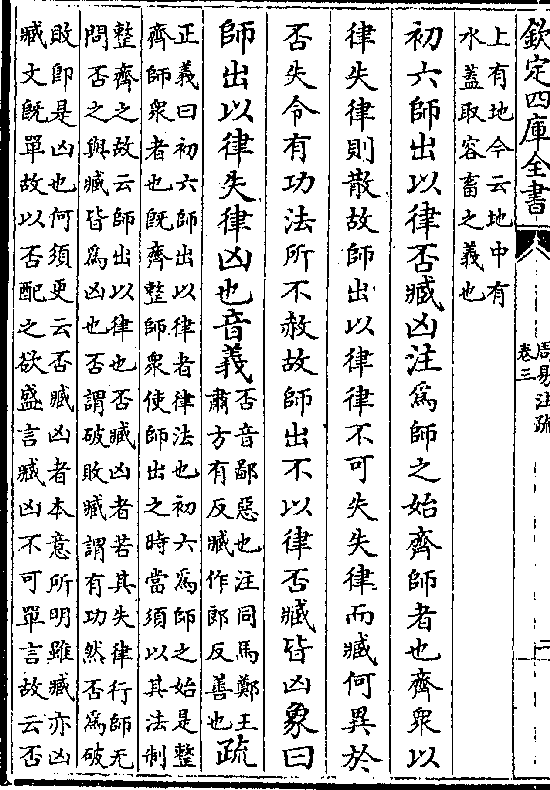 欽定四庫全書
周易注疏
卷三
二
上有地今云地中有
水蓋取容畜之義也
初六師出以律否臧凶注爲師之始齊師者也齊衆以
律失律則散故師出以律律不可失失律而臧何異於
否失令有功法所不赦故師出不以律否臧皆凶象曰
師出以律失律凶也音義
否音鄙惡也注同馬鄭王
肅方有反臧作郎反善也
疏
正義曰初六師出以律者律法也初六爲師之始是整
齊師衆者也既齊整師衆使師出之時當須以其法制
整齊之故云師出以律也否臧凶者若其失律行師无
問否之與臧皆爲凶也否謂破敗臧謂有功然否爲破
敗即是凶也何須更云否臧凶者本意所明雖臧亦凶
臧文既單故以否配之欲盛言臧凶不可單言故云否